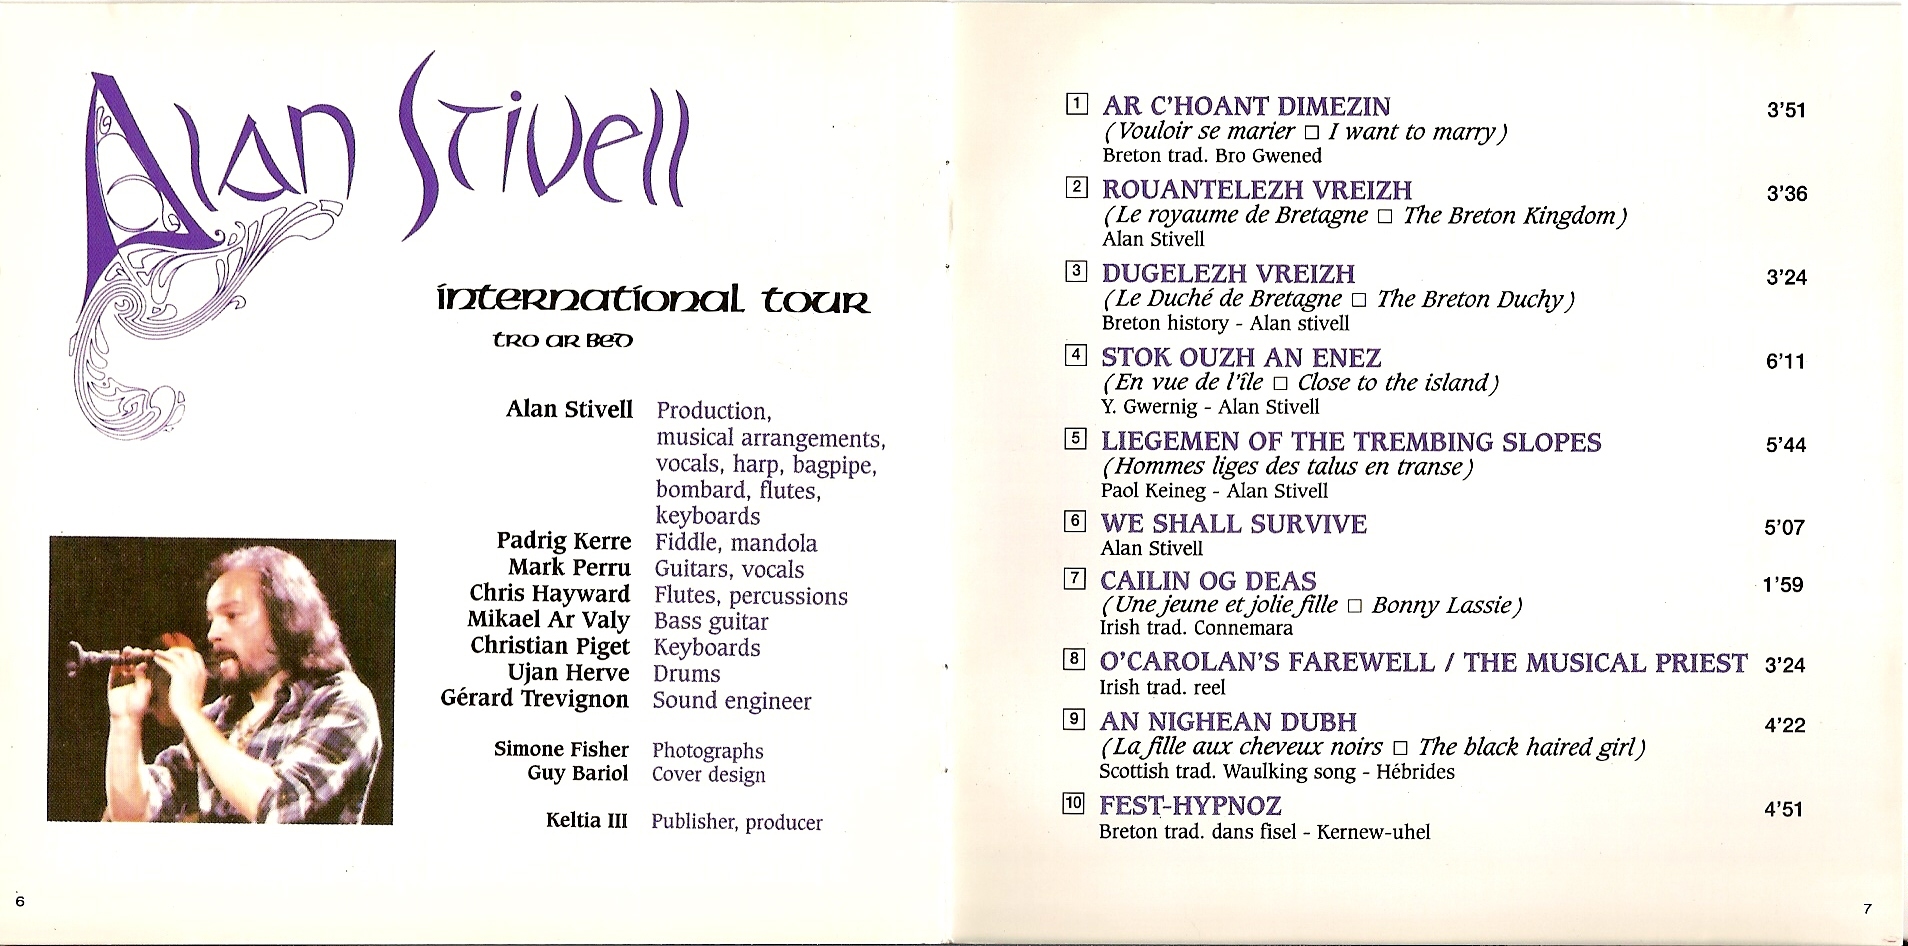 Alan Stivell
international tour
tro ar bed
Alan Stivell Production,
musical arrangements,
vocals, harp, bagpipe,
bombard, flutes,
keyboards
Padrig Kerre Fiddle, mandola
Mark Perru Guitars, vocals
Chris Hayward Flutes, percussions
Mikael Ar Valy Bass guitar
Christian Piget Keyboards
Ujan Herve Drums
Gérard Trevignon Sound engineer
Simone Fisher Photographs
Guy Bariol Cover design
Keltia III Publisher, producer
6
1 AR C'HOANT DIMEZIN 3'51
(Vouloir se marier □ I want to marry)
Breton trad. Bro Gwened
2 ROUANTELEZH VREIZH 3'36
(Le royaume de Bretagne □ The Breton Kingdom)
Alan Stivell
3 DUGELEZH VREIZH 3'24
(Le Duché de Bretagne □ The Breton Duchy)
Breton history - Alan stivell
4 STOK OUZH AN ENEZ 6'11
(En vue de l'île □ Close to the island)
Y. Gwernig - Alan Stivell
5 LIEGEMEN OF THE TREMBING SLOPES 5'44
(Hommes liges des talus en transe)
Paol Keineg - Alan Stivell
6 WE SHALL SURVIVE 5'07
Alan Stivell
7 CAILIN OG DEAS 1'59
(Une jeune et jolie fille □ Bonny Lassie)
Irish trad. Connemara
8 O'CAROLAN'S FAREWELL / THE MUSICAL PRIEST 3'24
Irish trad. reel
9 AN NIGHEAN DUBH 4'22
(La fille aux cheveux noirs □ The black haired girl)
Scottish trad. Waulking song - Hébrides
10 FEST-HYPNOZ 4'51
Breton trad. dans fisel - Kernew-uhel
7